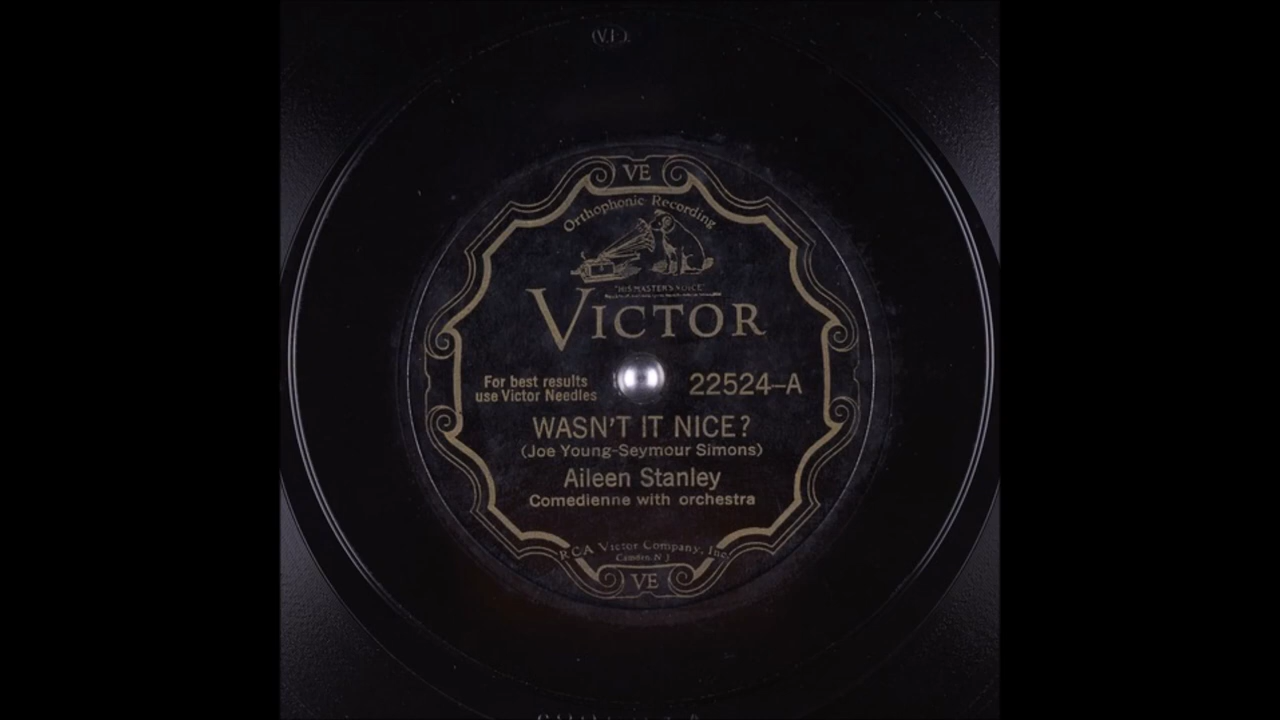 VE
Orthophonic Recording
"HIS MASTER'S VOICE"
VICTOR
For best results
use Victor Needles
22524-A
WASN'T IT NICE?
(Joe Young-Seymour Simons)
Aileen Stanley
Comedienne with orchestra
RCA Victor Company, Inc.
Camden N J
VE